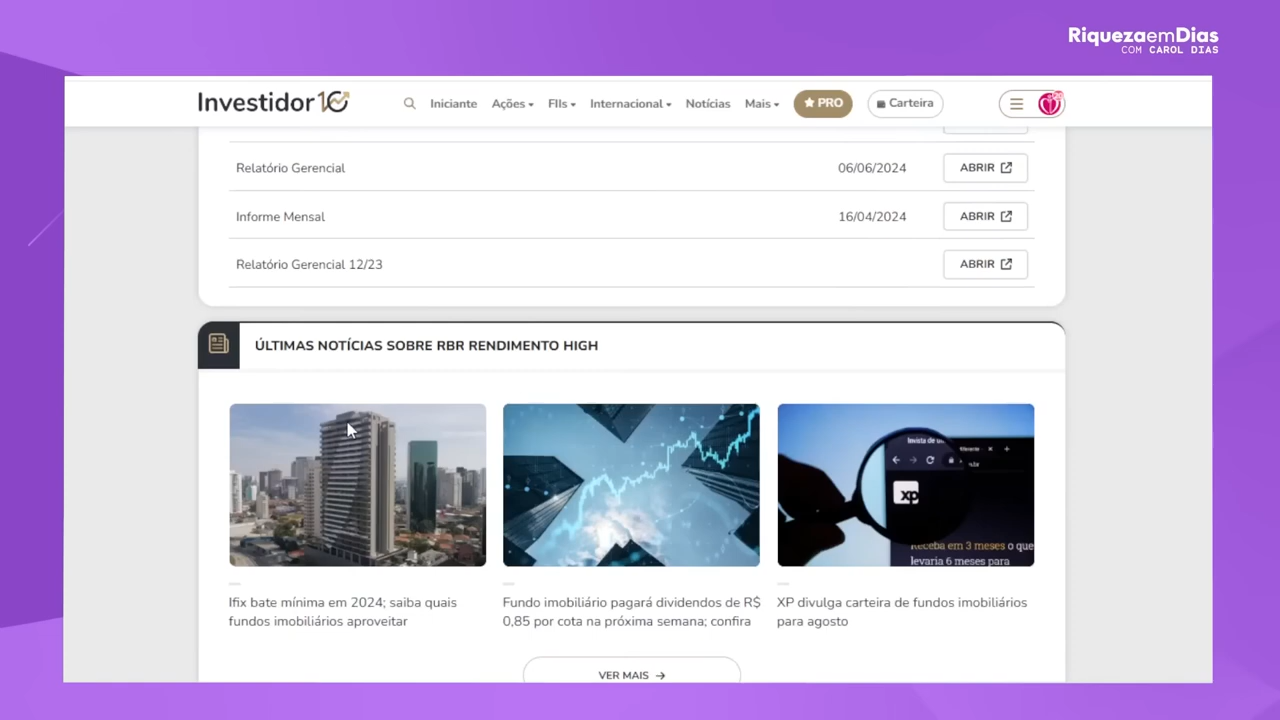 RiquezaemDias
COM CAROL DIAS
Investidor10
Iniciante
Ações
FIIs
Internacional
Notícias
Mais
PRO
Carteira
Relatório Gerencial
06/06/2024
ABRIR
Informe Mensal
16/04/2024
ABRIR
Relatório Gerencial 12/23
ABRIR
ÚLTIMAS NOTÍCIAS SOBRE RBR RENDIMENTO HIGH
xp
Receba em 3 meses o que
levaria 6 meses para
Ifix bate mínima em 2024; saiba quais
fundos imobiliários aproveitar
Fundo imobiliário pagará dividendos de R$
0,85 por cota na próxima semana; confira
XP divulga carteira de fundos imobiliários
para agosto
VER MAIS